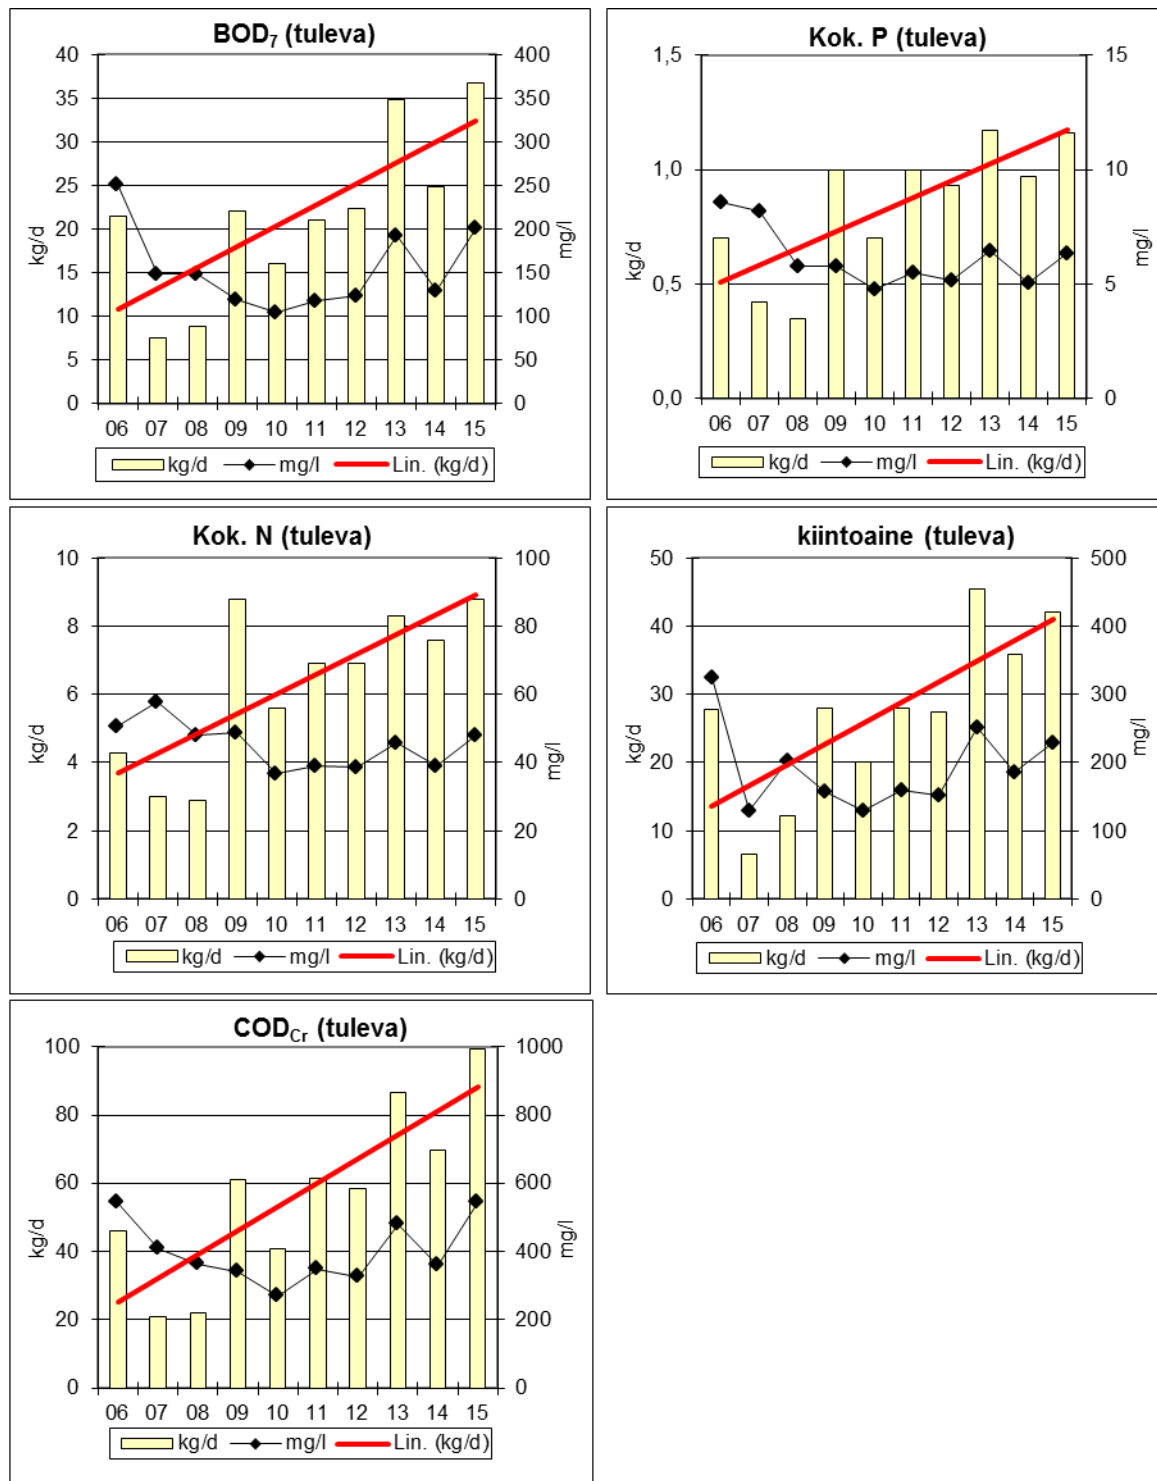 BOD₇ (tuleva)
40
35
30
25
20
15
10
5
0
kg/d
400
350
300
250
200
150
100
50
0
mg/l
06 07 08 09 10 11 12 13 14 15
kg/d mg/l Lin. (kg/d)
Kok. P (tuleva)
1,5
1,0
0,5
0,0
kg/d
15
10
5
0
mg/l
06 07 08 09 10 11 12 13 14 15
kg/d mg/l Lin. (kg/d)
Kok. N (tuleva)
10
8
6
4
2
0
kg/d
100
80
60
40
20
0
mg/l
06 07 08 09 10 11 12 13 14 15
kg/d mg/l Lin. (kg/d)
kiintoaine (tuleva)
50
40
30
20
10
0
kg/d
500
400
300
200
100
0
mg/l
06 07 08 09 10 11 12 13 14 15
kg/d mg/l Lin. (kg/d)
COD_Cr (tuleva)
100
80
60
40
20
0
kg/d
1000
800
600
400
200
0
mg/l
06 07 08 09 10 11 12 13 14 15
kg/d mg/l Lin. (kg/d)